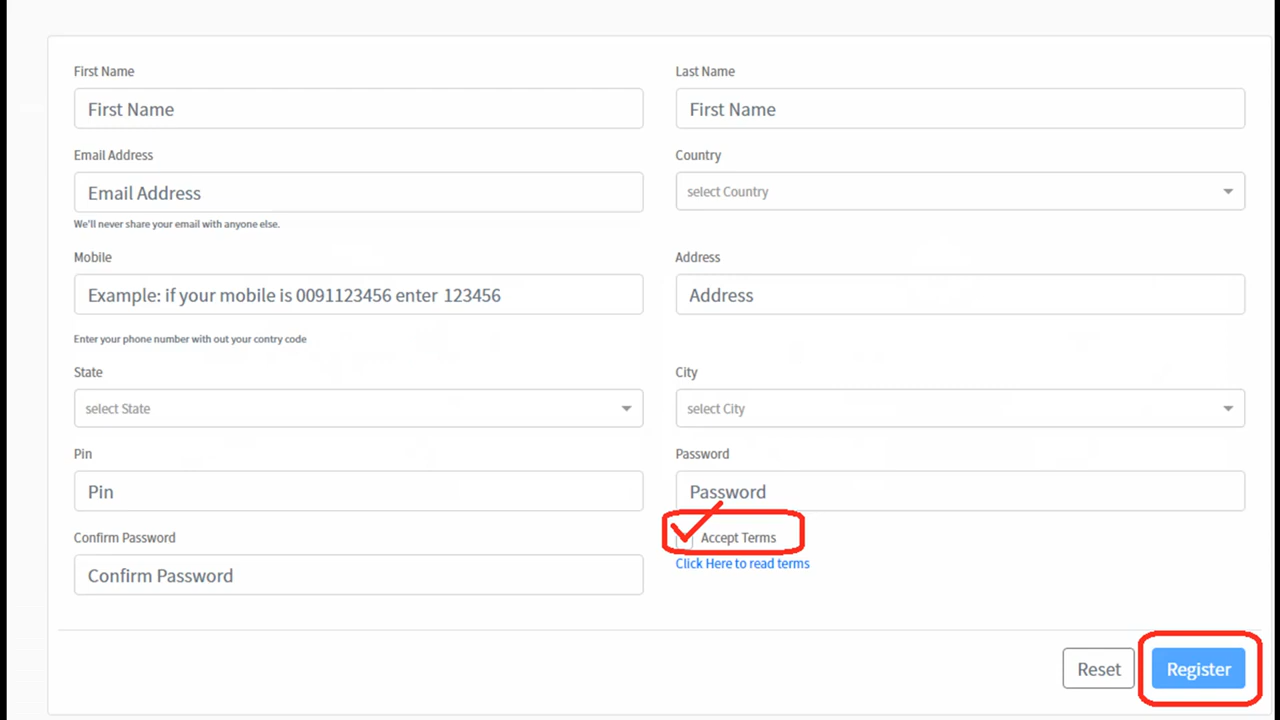 First Name
Last Name
First Name
First Name
Email Address
Country
Email Address
select Country
We'll never share your email with anyone else.
Mobile
Address
Example: if your mobile is 0091123456 enter 123456
Address
Enter your phone number with out your contry code
State
City
select State
select City
Pin
Password
Pin
Password
Confirm Password
Accept Terms
Confirm Password
Click Here to read terms
Reset
Register